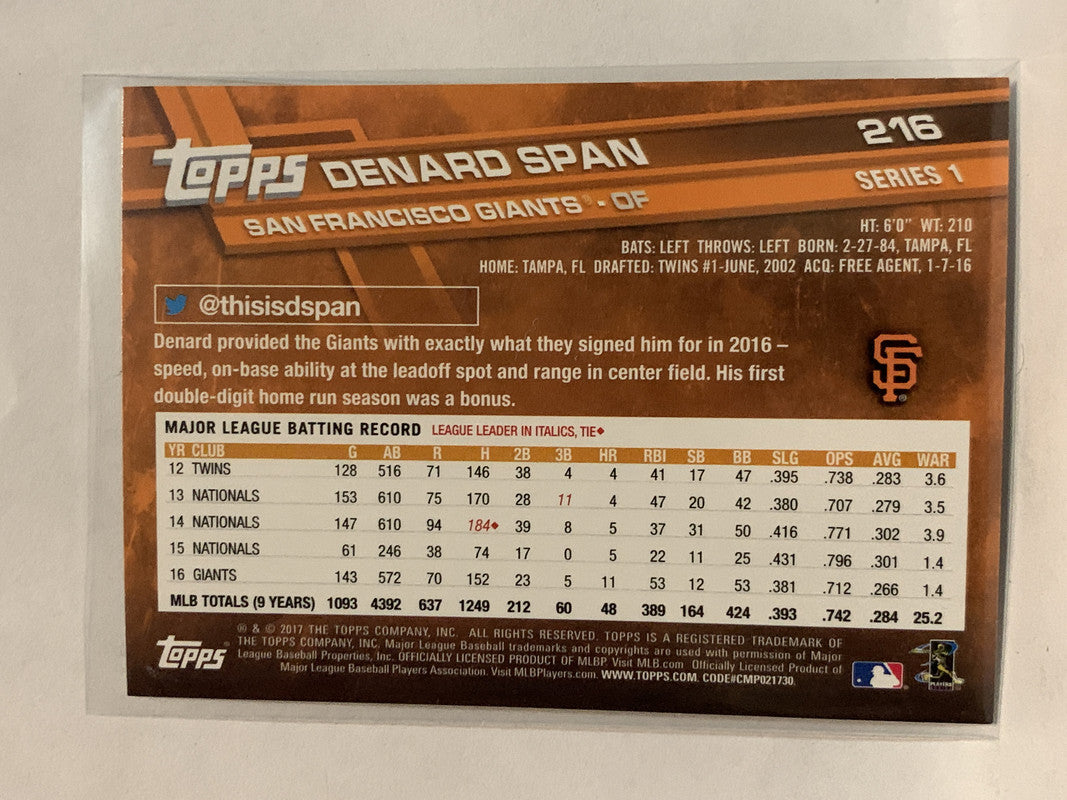 TOPPS DENARD SPAN 216
SAN FRANCISCO GIANTS® - OF SERIES 1
HT: 6'0" WT: 210
BATS: LEFT THROWS: LEFT BORN: 2-27-84, TAMPA, FL
HOME: TAMPA, FL DRAFTED: TWINS #1-JUNE, 2002 ACQ: FREE AGENT, 1-7-16
@thisisdspan
Denard provided the Giants with exactly what they signed him for in 2016 –
speed, on-base ability at the leadoff spot and range in center field. His first
double-digit home run season was a bonus.
SF
MAJOR LEAGUE BATTING RECORD LEAGUE LEADER IN ITALICS, TIE◆
YR CLUB G AB R H 2B 3B HR RBI SB BB SLG OPS AVG WAR
12 TWINS 128 516 71 146 38 4 4 41 17 47 .395 .738 .283 3.6
13 NATIONALS 153 610 75 170 28 11 4 47 20 42 .380 .707 .279 3.5
14 NATIONALS 147 610 94 184◆ 39 8 5 37 31 50 .416 .771 .302 3.9
15 NATIONALS 61 246 38 74 17 0 5 22 11 25 .431 .796 .301 1.4
16 GIANTS 143 572 70 152 23 5 11 53 12 53 .381 .712 .266 1.4
MLB TOTALS (9 YEARS) 1093 4392 637 1249 212 60 48 389 164 424 .393 .742 .284 25.2
® & © 2017 THE TOPPS COMPANY, INC. ALL RIGHTS RESERVED. TOPPS IS A REGISTERED TRADEMARK OF
THE TOPPS COMPANY, INC. Major League Baseball trademarks and copyrights are used with permission of Major
League Baseball Properties, Inc. OFFICIALLY LICENSED PRODUCT OF MLBP. Visit MLB.com Officially Licensed Product of
Major League Baseball Players Association. Visit MLBPlayers.com. WWW.TOPPS.COM. CODE#CMP021730.
TOPPS